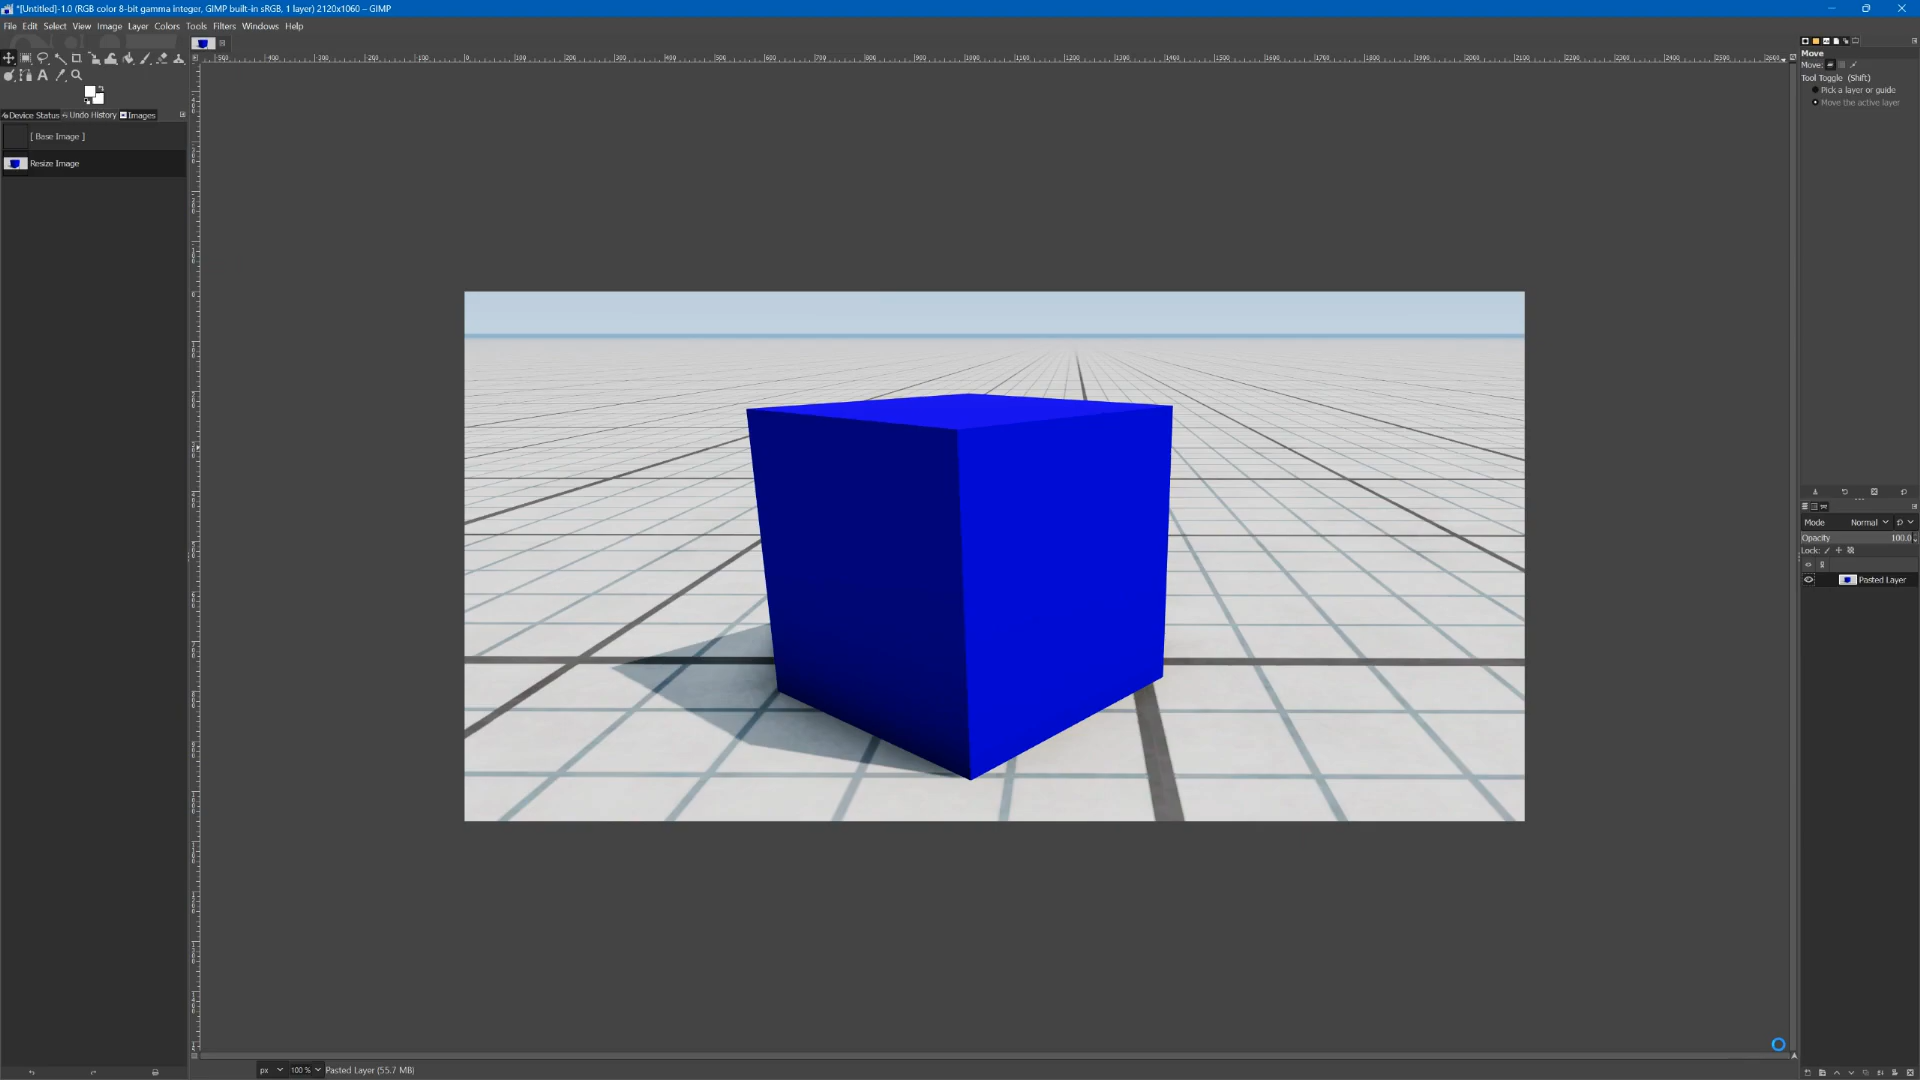 *[Untitled]-1.0 (RGB color 8-bit gamma integer, GIMP built-in sRGB, 1 layer) 2120x1060 – GIMP
File Edit Select View Image Layer Colors Tools Filters Windows Help
Device Status Undo History Images
[ Base Image ]
Resize Image
Move
Move:
Tool Toggle (Shift)
Pick a layer or guide
Move the active layer
Mode Normal
Opacity 100.0
Lock:
Pasted Layer
px 100 % Pasted Layer (55.7 MB)